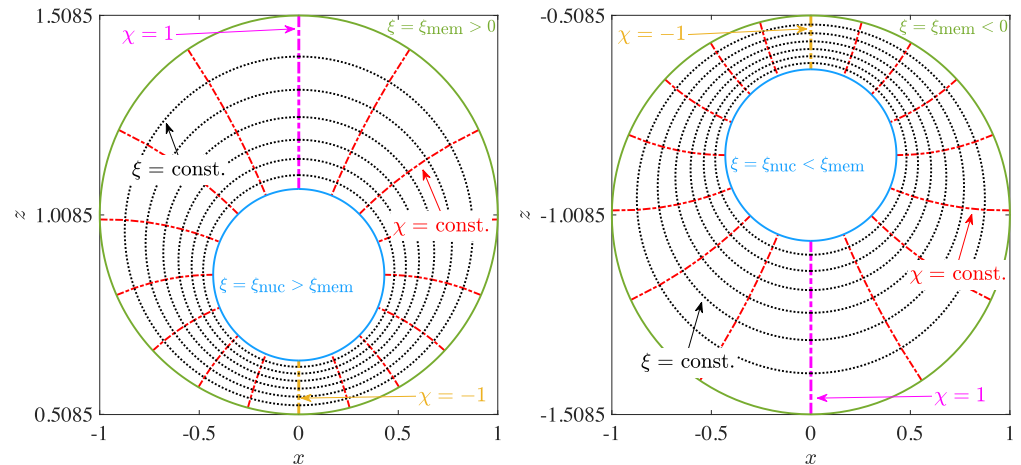 1.5085
χ = 1
ξ = ξmem > 0
ξ = const.
z
1.0085
χ = const.
ξ = ξnuc > ξmem
χ = −1
0.5085
-1
-0.5
0
0.5
1
x
-0.5085
χ = −1
ξ = ξmem < 0
ξ = ξnuc < ξmem
z
-1.0085
χ = const.
ξ = const.
χ = 1
-1.5085
-1
-0.5
0
0.5
1
x